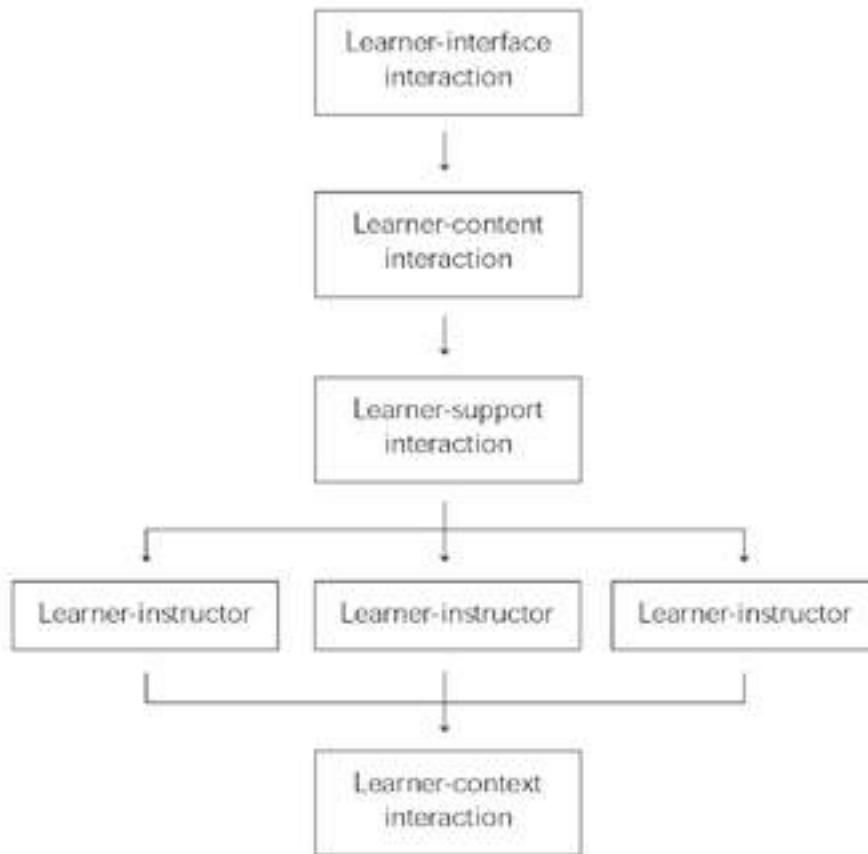 Learner-interface
interaction
Learner-content
interaction
Learner-support
interaction
Learner-instructor
Learner-instructor
Learner-instructor
Learner-context
interaction